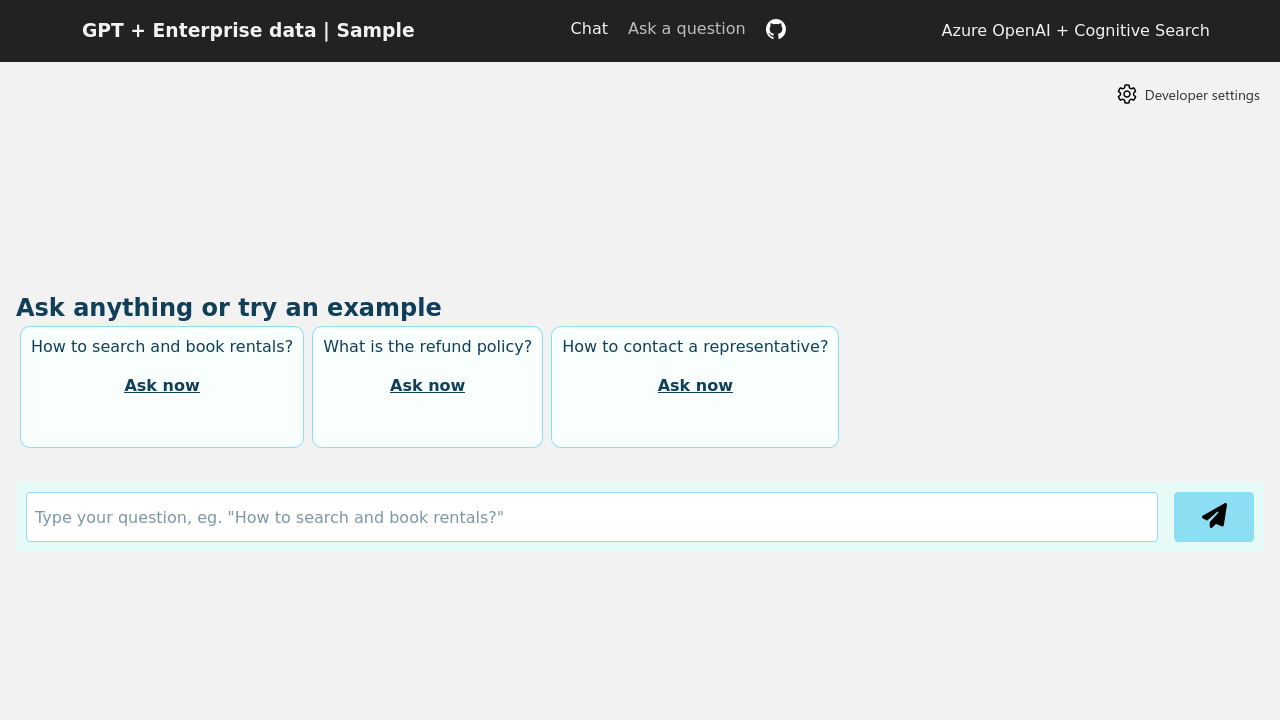 GPT + Enterprise data | Sample
Chat
Ask a question
Azure OpenAI + Cognitive Search
Developer settings
Ask anything or try an example
How to search and book rentals?
Ask now
What is the refund policy?
Ask now
How to contact a representative?
Ask now
Type your question, eg. "How to search and book rentals?"